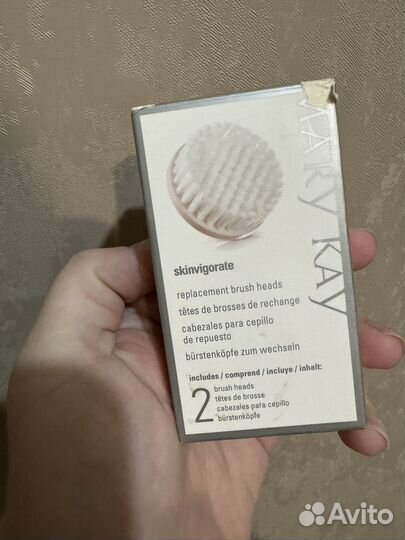 MARY KAY
skinvigorate
replacement brush heads
têtes de brosses de rechange
cabezales para cepillo
de repuesto
bürstenköpfe zum wechseln
includes / comprend / incluye / inhalt:
2
brush heads
têtes de brosse
cabezales para cepillo
bürstenköpfe
Avito